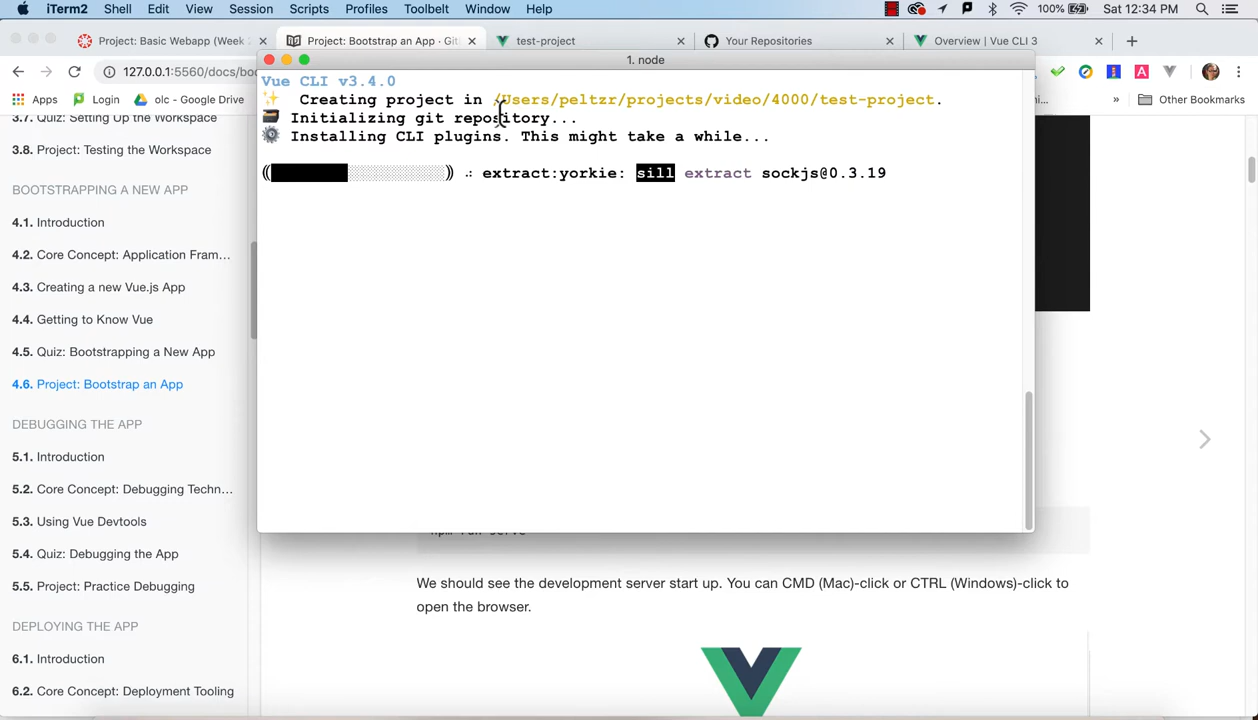 iTerm2 Shell Edit View Session Scripts Profiles Toolbelt Window Help 100% Sat 12:34 PM
Project: Basic Webapp (Week Project: Bootstrap an App · Git test-project Your Repositories Overview | Vue CLI 3
127.0.0.1:5560/docs/boo
Apps Login olc - Google Drive » Other Bookmarks
1. node
Vue CLI v3.4.0
Creating project in /Users/peltzr/projects/video/4000/test-project.
Initializing git repository...
Installing CLI plugins. This might take a while...
extract:yorkie: sill extract sockjs@0.3.19
3.7. Quiz: Setting Up the Workspace
3.8. Project: Testing the Workspace
BOOTSTRAPPING A NEW APP
4.1. Introduction
4.2. Core Concept: Application Fram...
4.3. Creating a new Vue.js App
4.4. Getting to Know Vue
4.5. Quiz: Bootstrapping a New App
4.6. Project: Bootstrap an App
DEBUGGING THE APP
5.1. Introduction
5.2. Core Concept: Debugging Techn...
5.3. Using Vue Devtools
5.4. Quiz: Debugging the App
5.5. Project: Practice Debugging
DEPLOYING THE APP
6.1. Introduction
6.2. Core Concept: Deployment Tooling
npm run serve
We should see the development server start up. You can CMD (Mac)-click or CTRL (Windows)-click to
open the browser.